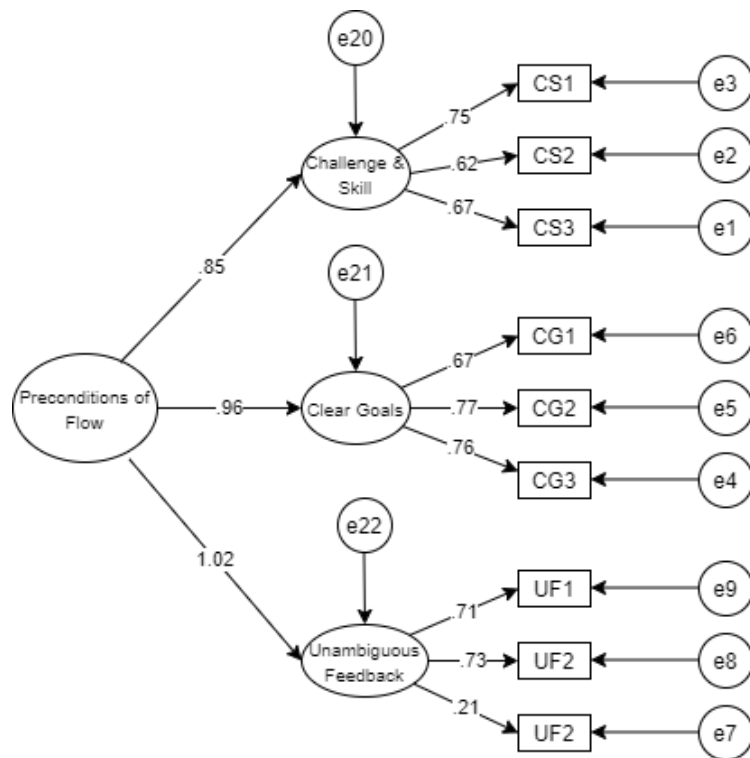 e20
CS1
e3
.75
Challenge &
Skill
.62
CS2
e2
.67
CS3
e1
.85
e21
CG1
e6
.67
Preconditions of
Flow
.96
Clear Goals
.77
CG2
e5
.76
CG3
e4
e22
1.02
UF1
e9
.71
Unambiguous
Feedback
.73
UF2
e8
.21
UF2
e7